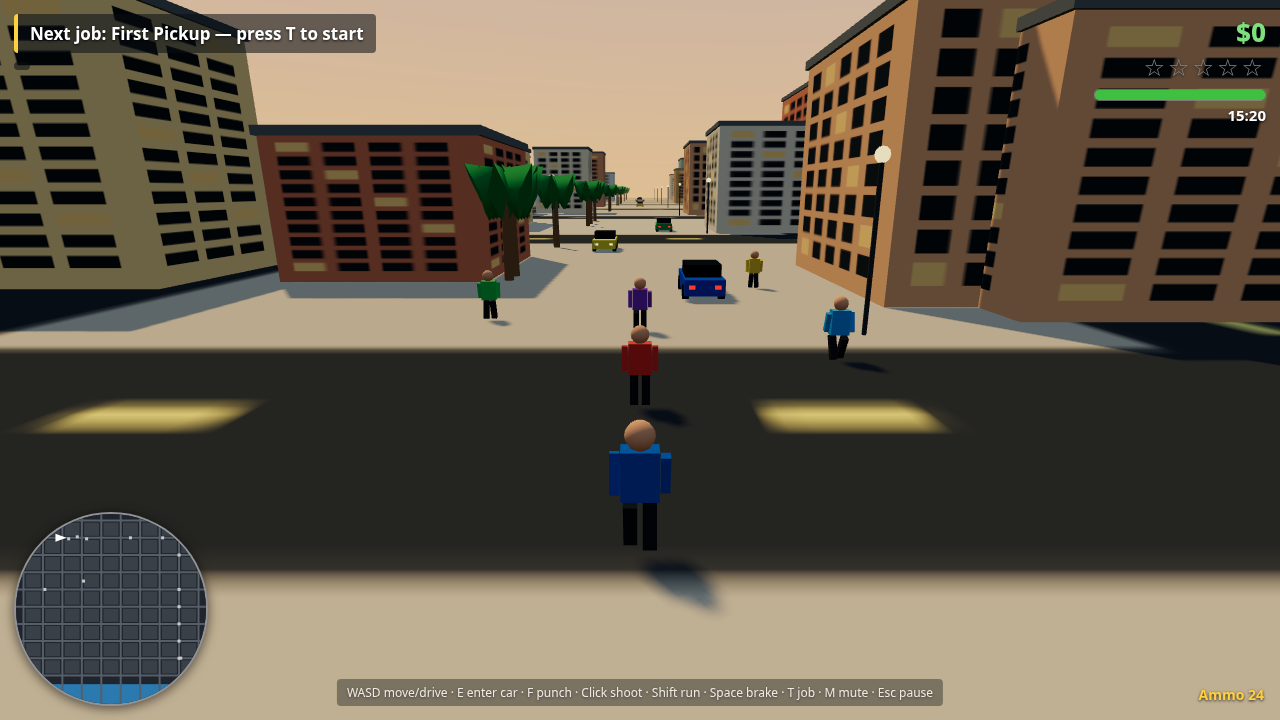 Next job: First Pickup — press T to start
$0
15:20
WASD move/drive · E enter car · F punch · Click shoot · Shift run · Space brake · T job · M mute · Esc pause
Ammo 24